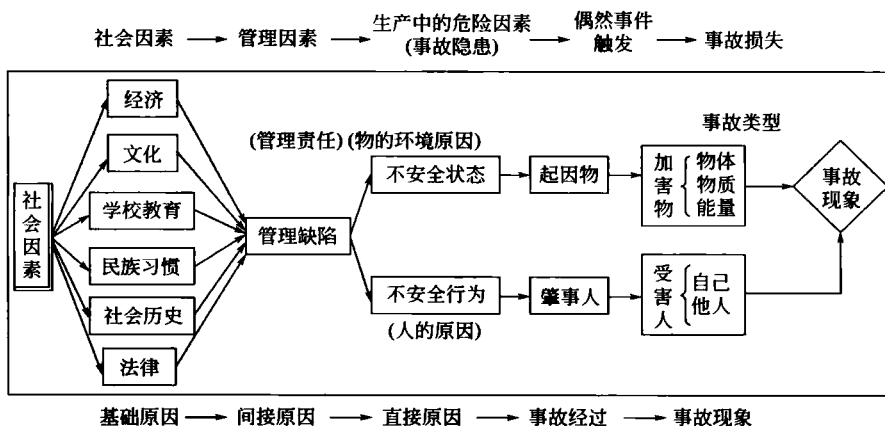 社会因素 管理因素 生产中的危险因素 偶然事件 事故损失
(事故隐患) 触发
经济
文化
学校教育
民族习惯
社会历史
法律
社会因素
管理缺陷
(管理责任) (物的环境原因)
不安全状态
起因物
事故类型
加害物
物体
物质
能量
事故
现象
不安全行为
(人的原因)
肇事人
受害人
自己
他人
基础原因 间接原因 直接原因 事故经过 事故现象